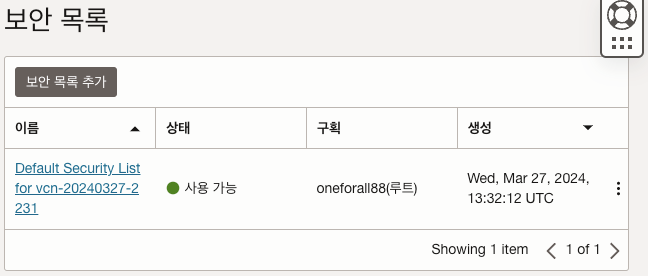 보안 목록
보안 목록 추가
이름 상태 구획 생성
Default Security List
for vcn-20240327-2
231
사용 가능
oneforall88(루트)
Wed, Mar 27, 2024,
13:32:12 UTC
Showing 1 item 1 of 1